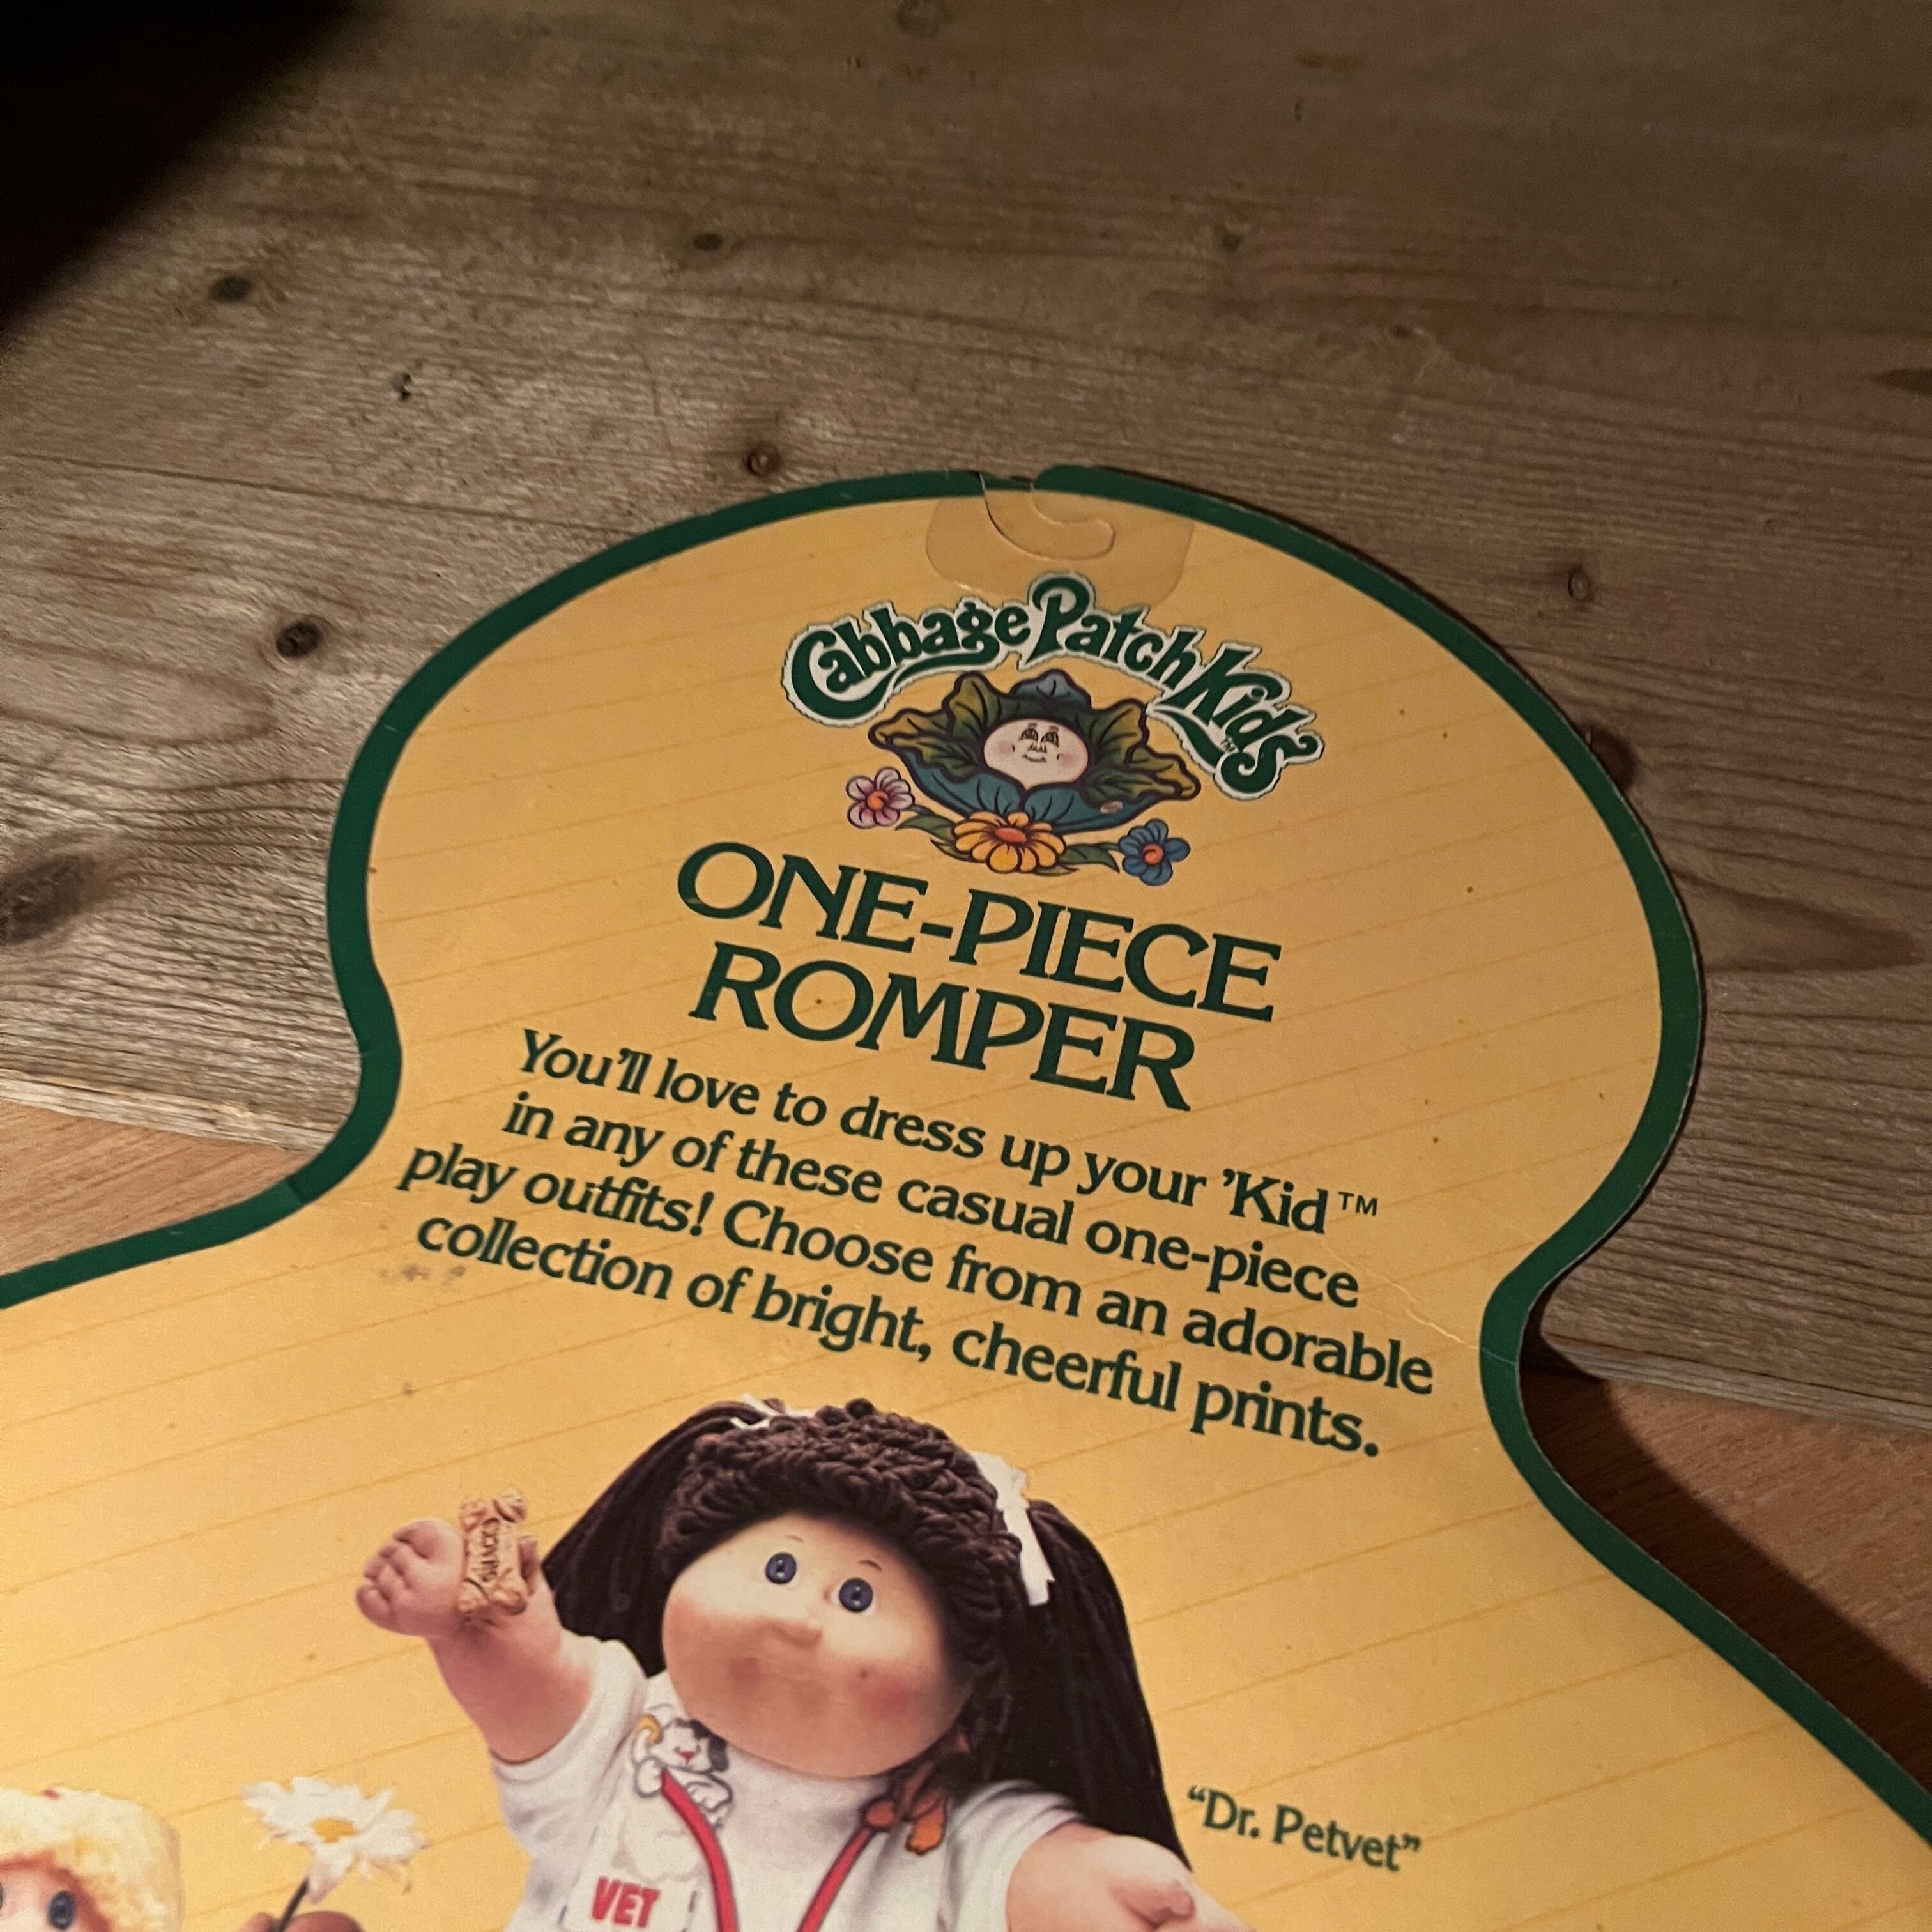 Cabbage Patch Kids™
ONE-PIECE
ROMPER
You'll love to dress up your 'Kid™
in any of these casual one-piece
play outfits! Choose from an adorable
collection of bright, cheerful prints.
"Dr. Petvet"
VET